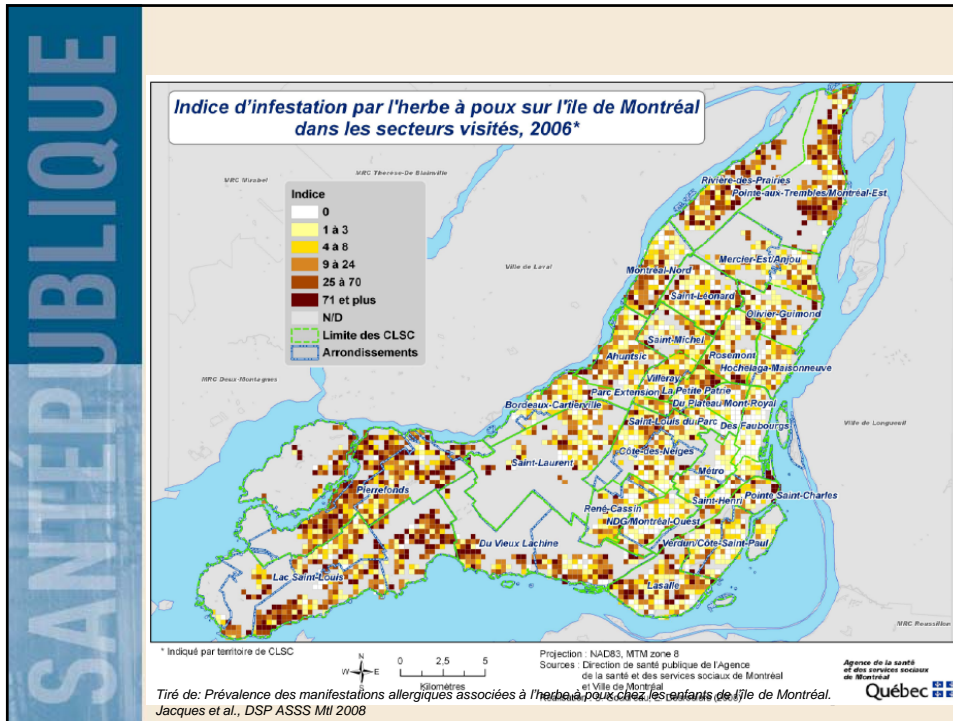 SANTÉPUBLIQUE
Indice d'infestation par l'herbe à poux sur l'île de Montréal
dans les secteurs visités, 2006*
MRC Mirabel
MRC Thérèse-De Blainville
Indice
0
1 à 3
4 à 8
9 à 24
25 à 70
71 et plus
N/D
Limite des CLSC
Arrondissements
Rivière-des-Prairies
Pointe-aux-Trembles/Montréal-Est
Mercier-Est/Anjou
Ville de Laval
Montréal-Nord
Saint-Léonard
Olivier-Guimond
Saint-Michel
Ahuntsic
Rosemont
Hochelaga-Maisonneuve
Villeray
MRC Deux-Montagnes
Parc Extension
La Petite Patrie
Bordeaux-Cartierville
Du Plateau Mont-Royal
Saint-Louis du Parc
Des Faubourgs
Ville de Longueuil
Côte-des-Neiges
Saint-Laurent
Métro
Pierrefonds
Saint-Henri
Pointe Saint-Charles
René-Cassin
NDG/Montréal-Ouest
Du Vieux Lachine
Verdun/Côte-Saint-Paul
Lac Saint-Louis
Lasalle
MRC Roussillon
* Indiqué par territoire de CLSC
N
W E
S
0 2 5
Kilomètres
Projection : NAD83, MTM zone 8
Sources : Direction de santé publique de l'Agence
de la santé et des services sociaux de Montréal
et Ville de Montréal
Agence de la santé
et des services sociaux
de Montréal
Québec
Tiré de: Prévalence des manifestations allergiques associées à l'herbe à poux chez les enfants de l'île de Montréal.
Jacques et al., DSP ASSS Mtl 2008